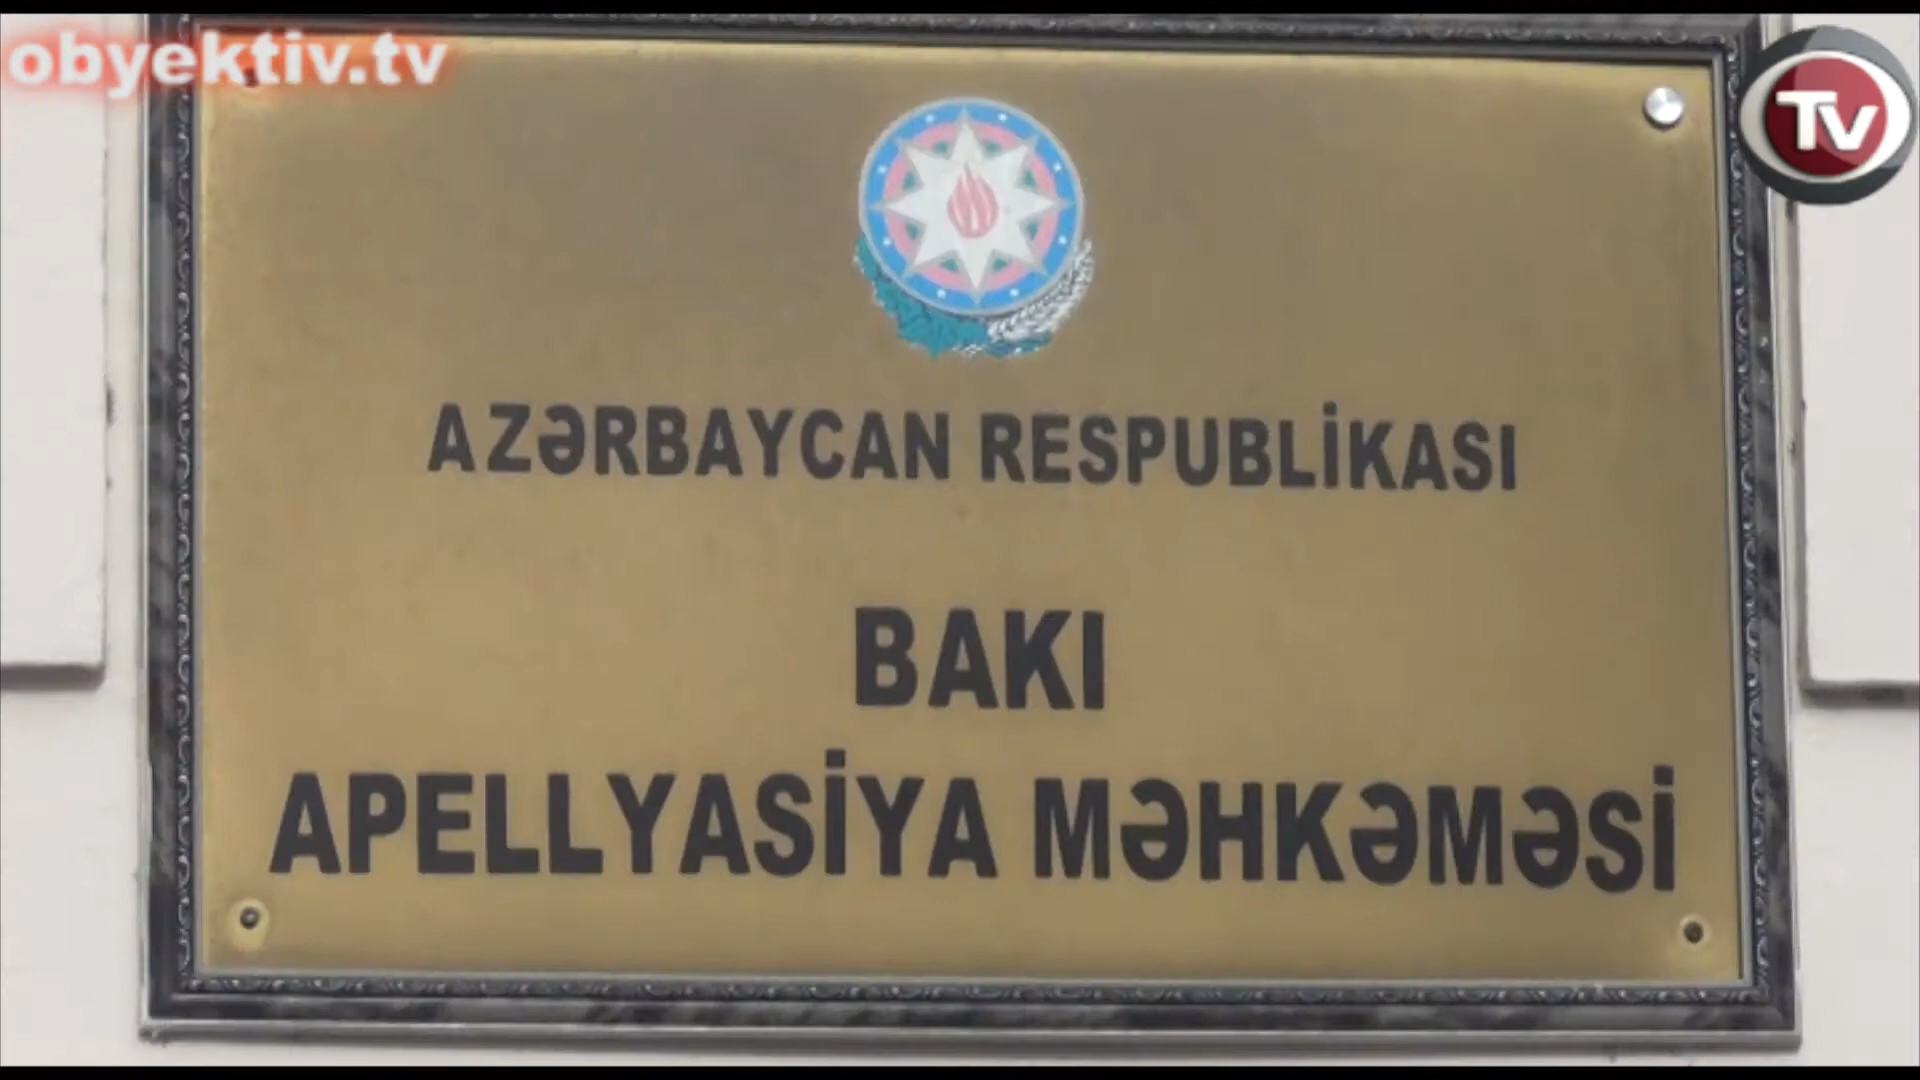 obyektiv.tv
Tv
AZƏRBAYCAN RESPUBLİKASI
BAKI
APELLYASİYA MƏHKƏMƏSİ